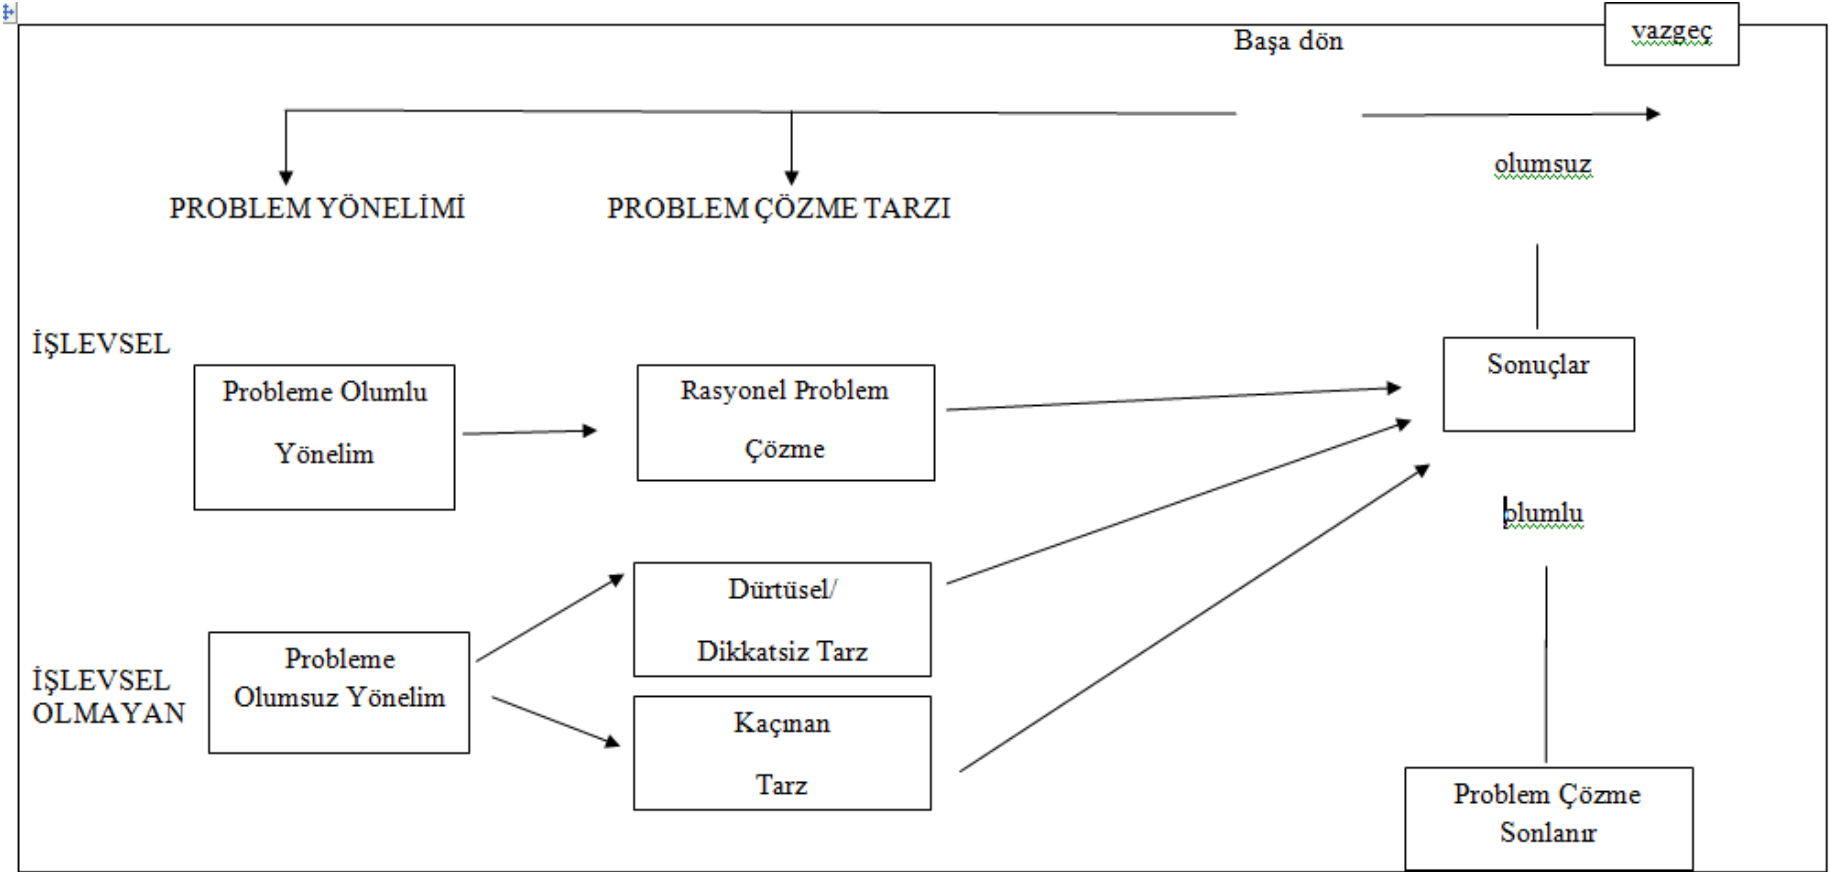 vazgeç
Başa dön
olumsuz
PROBLEM YÖNELİMİ
PROBLEM ÇÖZME TARZI
İŞLEVSEL
Probleme Olumlu
Yönelim
Rasyonel Problem
Çözme
Sonuçlar
olumlu
Dürtüsel/
Dikkatsiz Tarz
İŞLEVSEL
OLMAYAN
Probleme
Olumsuz Yönelim
Kaçınan
Tarz
Problem Çözme
Sonlanır